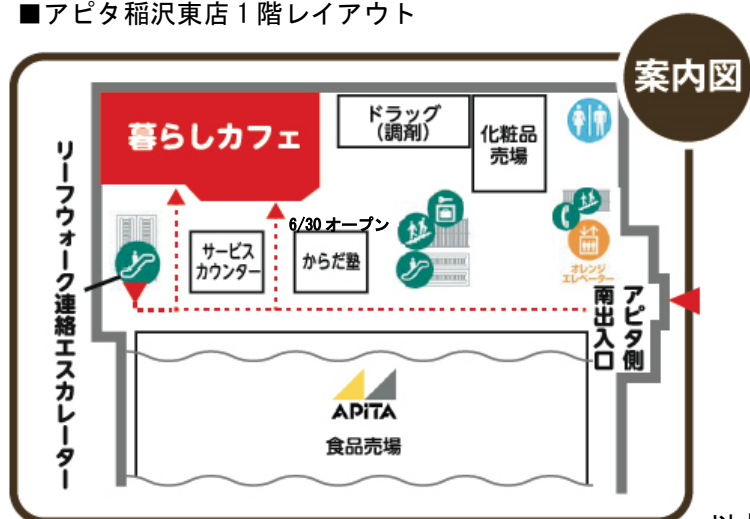 ■アピタ稲沢東店1階レイアウト
案内図
暮らしカフェ
ドラッグ
（調剤）
化粧品
売場
リーフウォーク連絡エスカレーター
6/30オープン
サービス
カウンター
からだ塾
オレンジ
エレベーター
アピタ側
南出入口
APiTA
食品売場